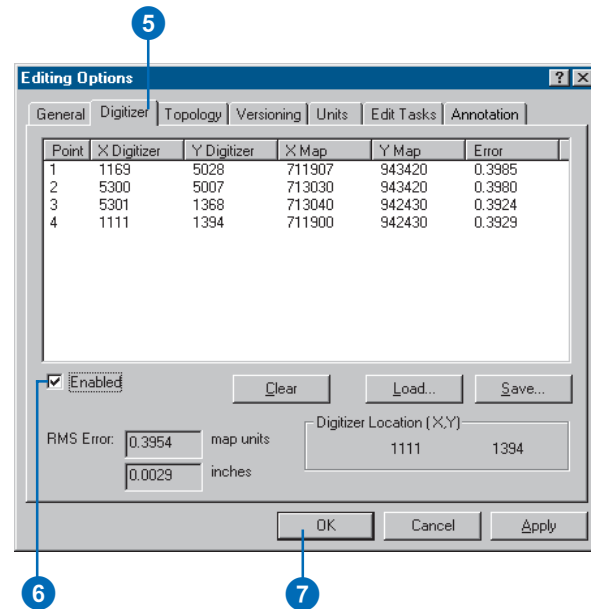 5
Editing Options
General Digitizer Topology Versioning Units Edit Tasks Annotation
Point X Digitizer Y Digitizer X Map Y Map Error
1 1169 5028 711907 943420 0.3985
2 5300 5007 713030 943420 0.3980
3 5301 1368 713040 942430 0.3924
4 1111 1394 711900 942430 0.3929
Enabled Clear Load... Save...
Digitizer Location (X,Y)
RMS Error: 0.3954 map units 1111 1394
0.0029 inches
OK Cancel Apply
6 7